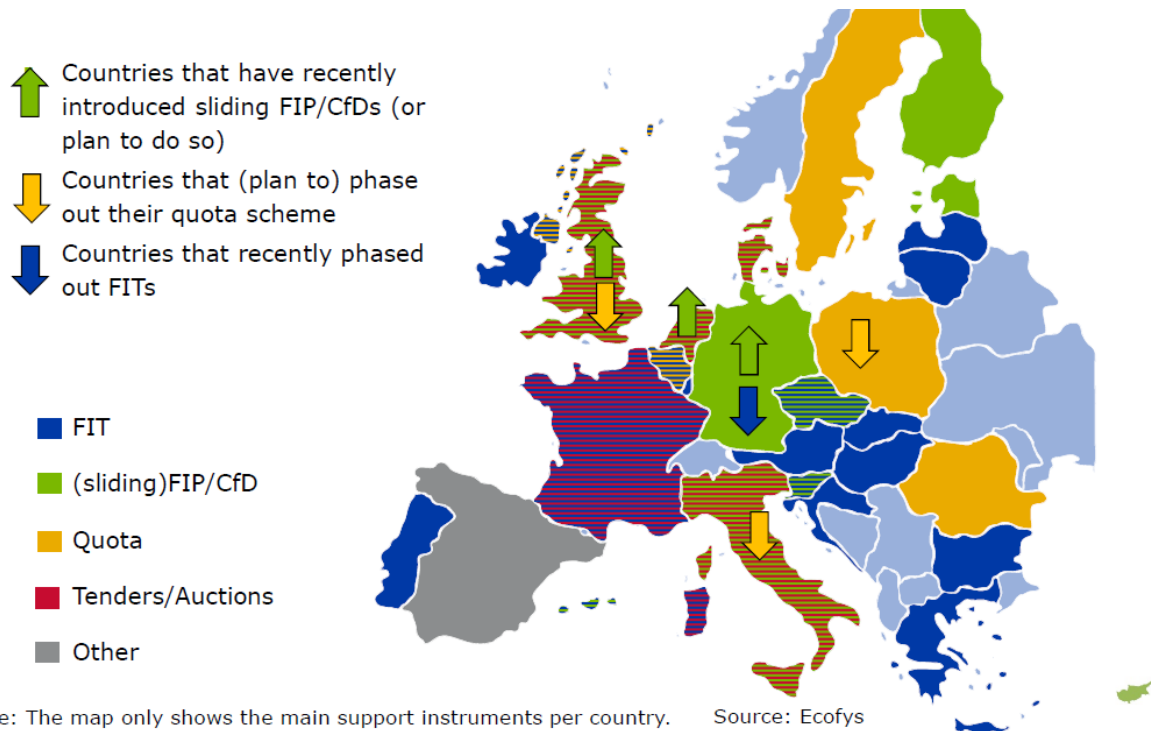 Countries that have recently
introduced sliding FIP/CfDs (or
plan to do so)
Countries that (plan to) phase
out their quota scheme
Countries that recently phased
out FITs
FIT
(sliding)FIP/CfD
Quota
Tenders/Auctions
Other
e: The map only shows the main support instruments per country. Source: Ecofys